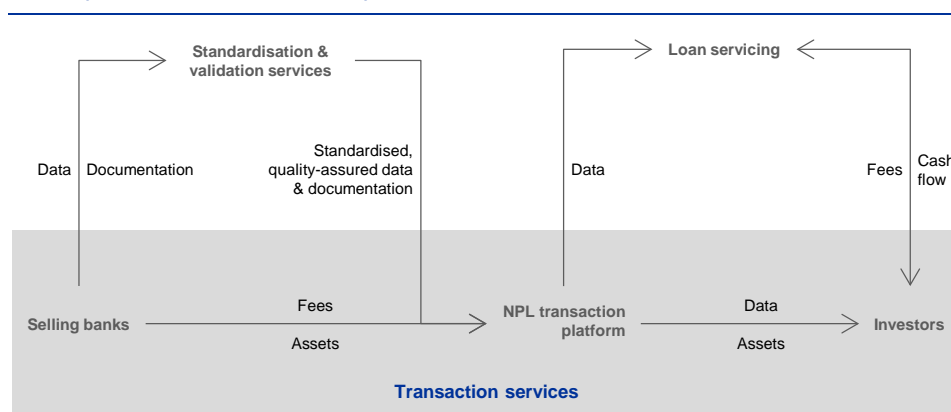 Standardisation &
validation services
Loan servicing
Data
Documentation
Standardised,
quality-assured data
& documentation
Data
Fees
Cash
flow
Selling banks
Fees
Assets
NPL transaction
platform
Data
Assets
Investors
Transaction services